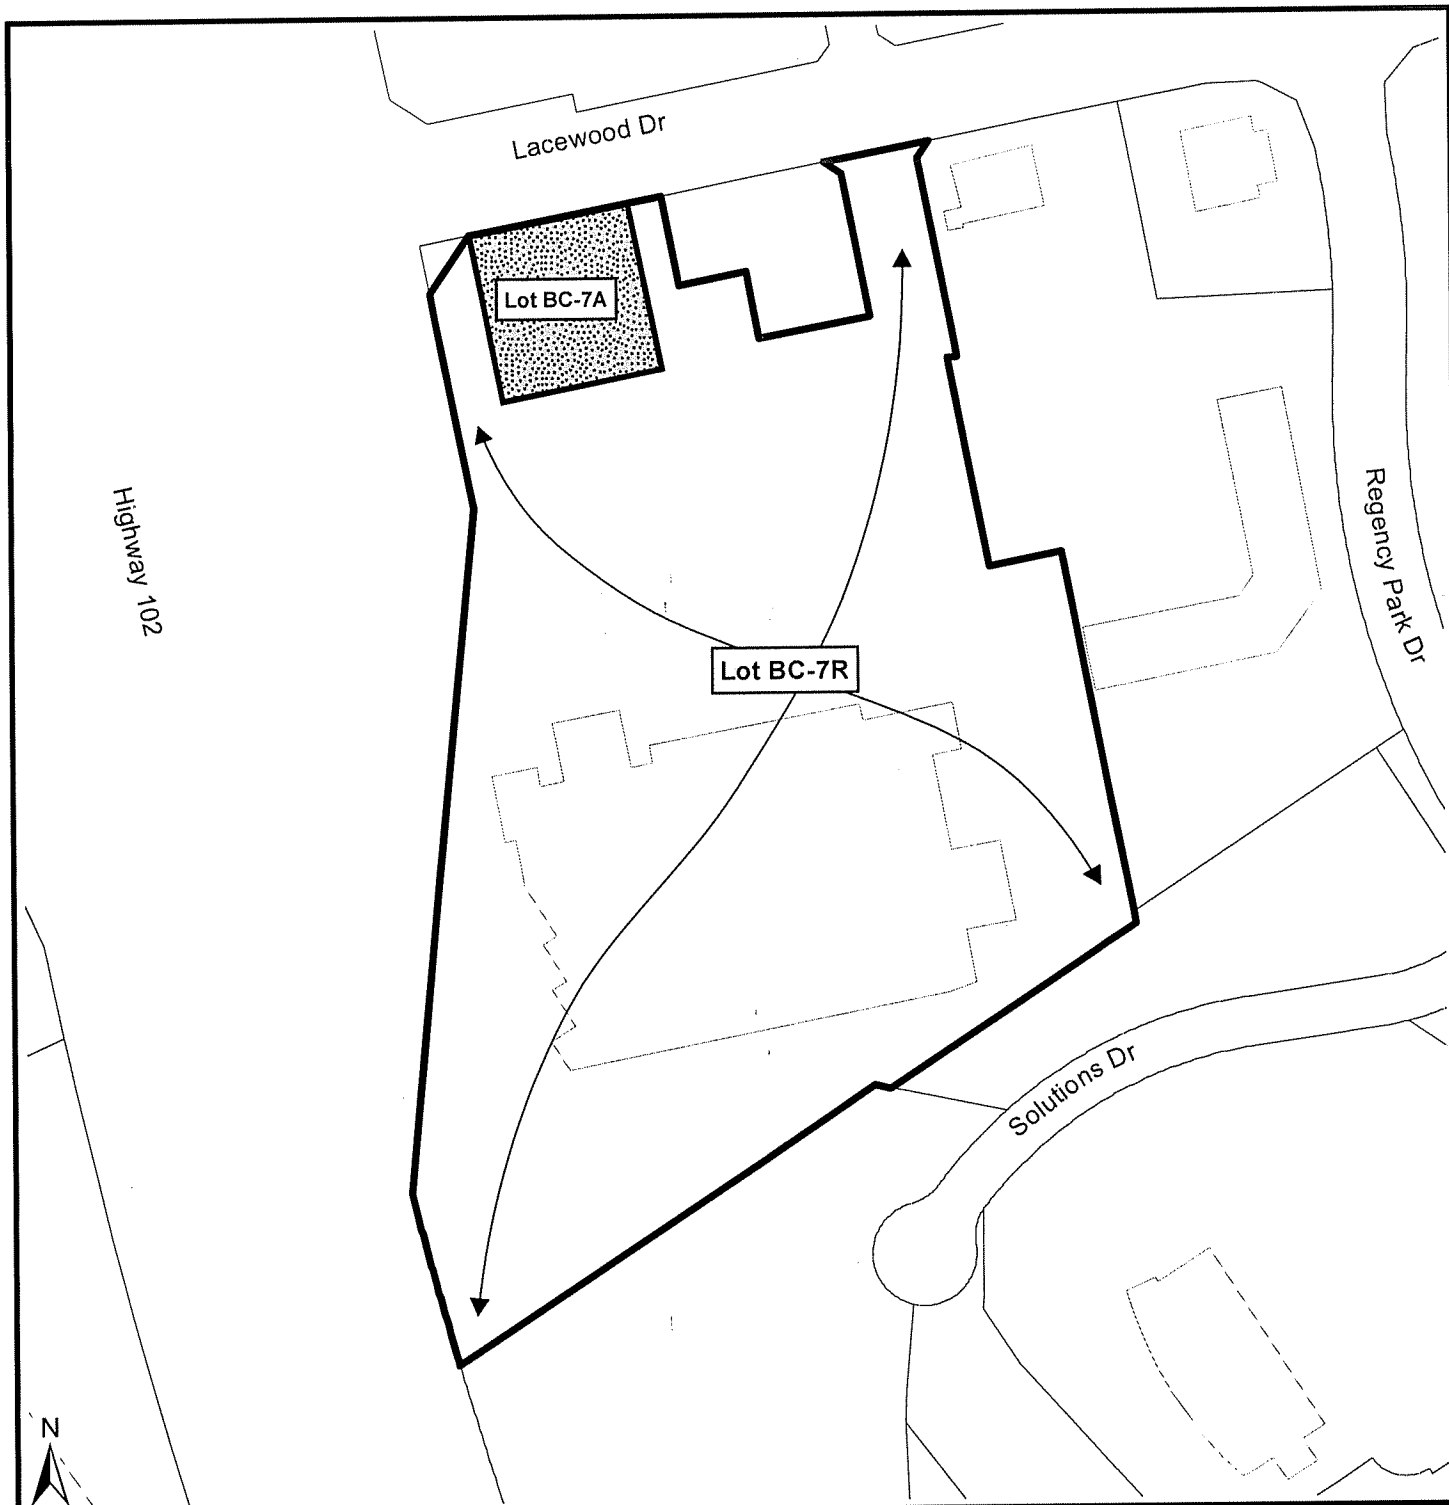 Lacewood Dr
Lot BC-7A
Highway 102
Regency Park Dr
Lot BC-7R
Solutions Dr
N